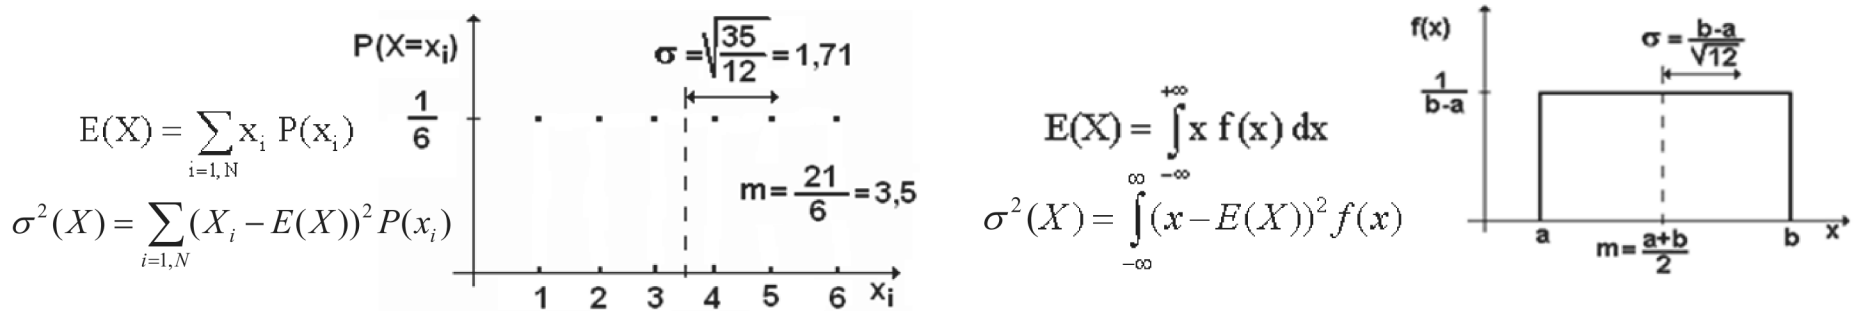 E(X) = ∑ x_i P(x_i)
i=1, N
σ²(X) = ∑ (X_i − E(X))² P(x_i)
i=1,N
P(X=x_i)
1/6
σ = √(35/12) = 1,71
m = 21/6 = 3,5
1 2 3 4 5 6 x_i
E(X) = ∫ x f(x) dx
+∞
−∞
σ²(X) = ∫ (x − E(X))² f(x)
∞
−∞
f(x)
1/(b-a)
σ = (b-a)/√12
a b x
m = (a+b)/2